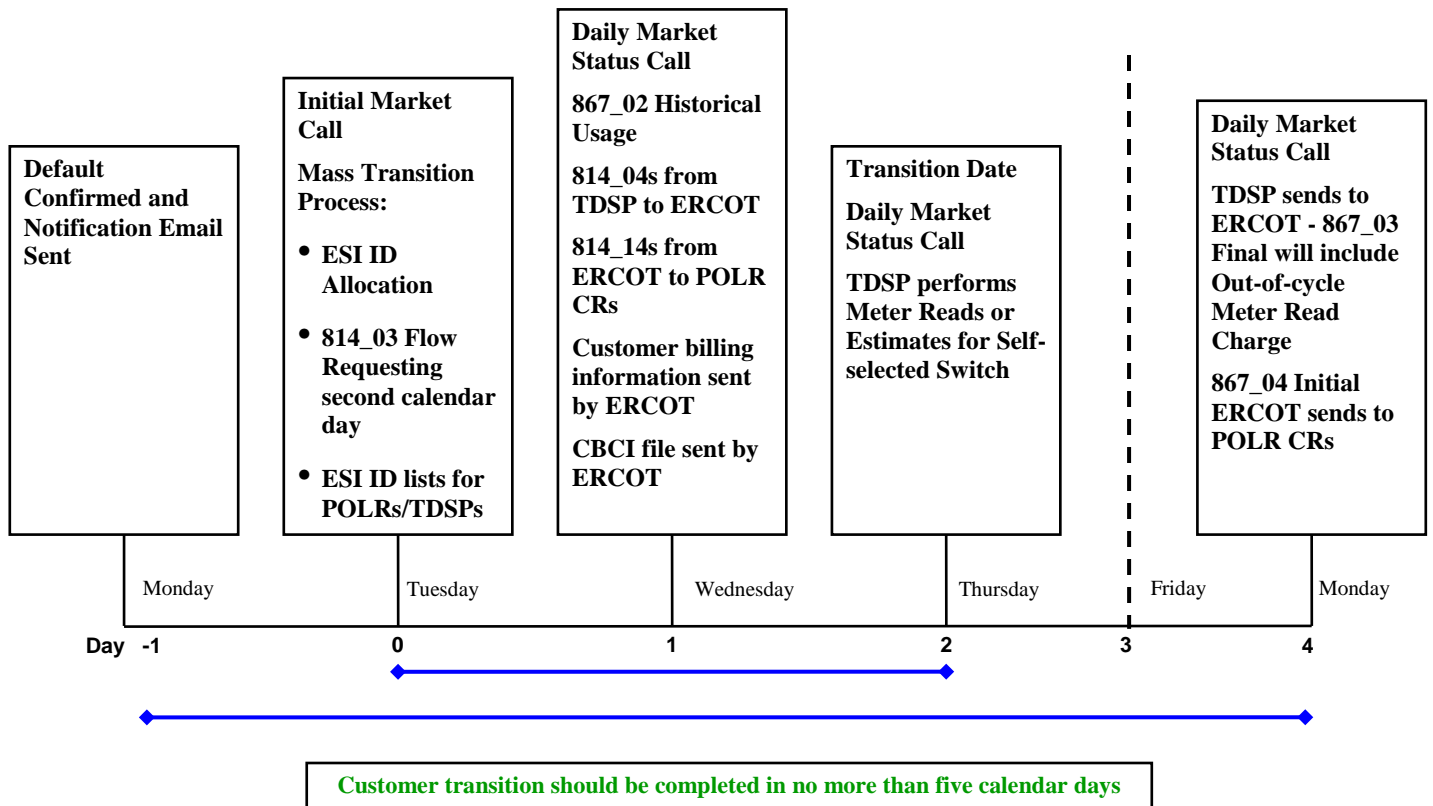 Default
Confirmed and
Notification Email
Sent
Initial Market
Call
Mass Transition
Process:
• ESI ID
Allocation
• 814_03 Flow
Requesting
second calendar
day
• ESI ID lists for
POLRs/TDSPs
Daily Market
Status Call
867_02 Historical
Usage
814_04s from
TDSP to ERCOT
814_14s from
ERCOT to POLR
CRs
Customer billing
information sent
by ERCOT
CBCI file sent by
ERCOT
Transition Date
Daily Market
Status Call
TDSP performs
Meter Reads or
Estimates for Self-
selected Switch
Daily Market
Status Call
TDSP sends to
ERCOT - 867_03
Final will include
Out-of-cycle
Meter Read
Charge
867_04 Initial
ERCOT sends to
POLR CRs
Monday Tuesday Wednesday Thursday Friday Monday
Day -1 0 1 2 3 4
Customer transition should be completed in no more than five calendar days